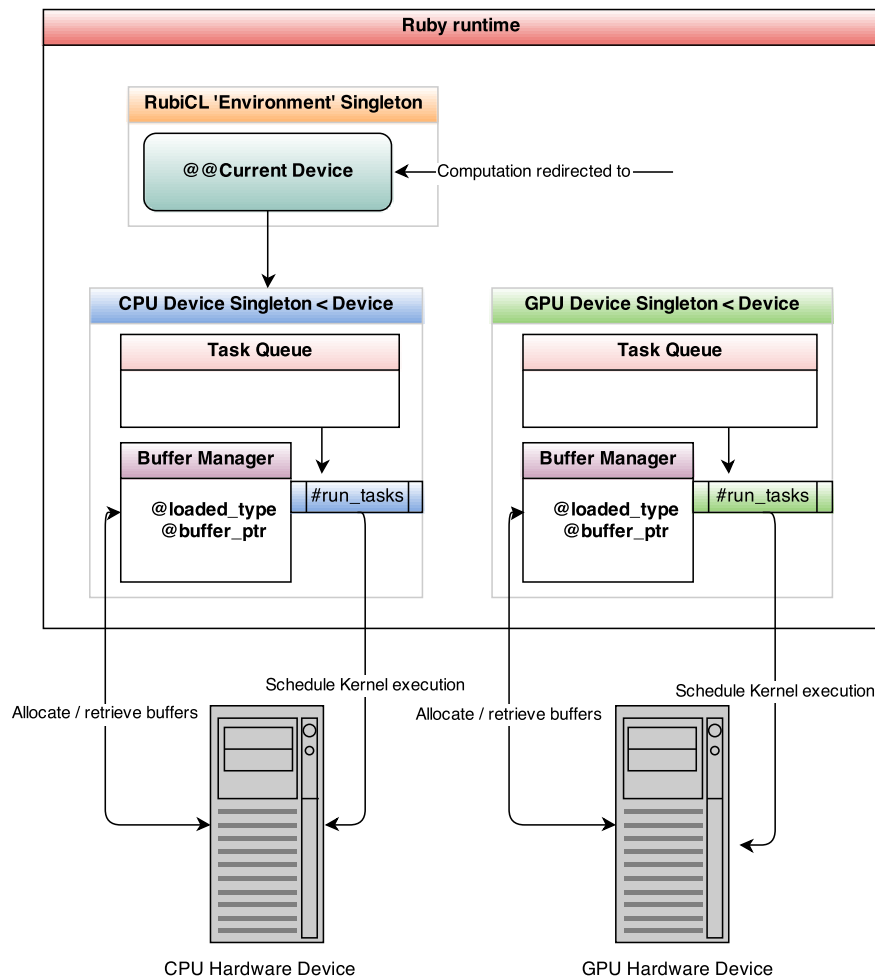 Ruby runtime
RubiCL 'Environment' Singleton
@@Current Device
Computation redirected to
CPU Device Singleton < Device
GPU Device Singleton < Device
Task Queue
Task Queue
Buffer Manager
#run_tasks
@loaded_type
@buffer_ptr
Buffer Manager
#run_tasks
@loaded_type
@buffer_ptr
Schedule Kernel execution
Allocate / retrieve buffers
Schedule Kernel execution
Allocate / retrieve buffers
CPU Hardware Device
GPU Hardware Device